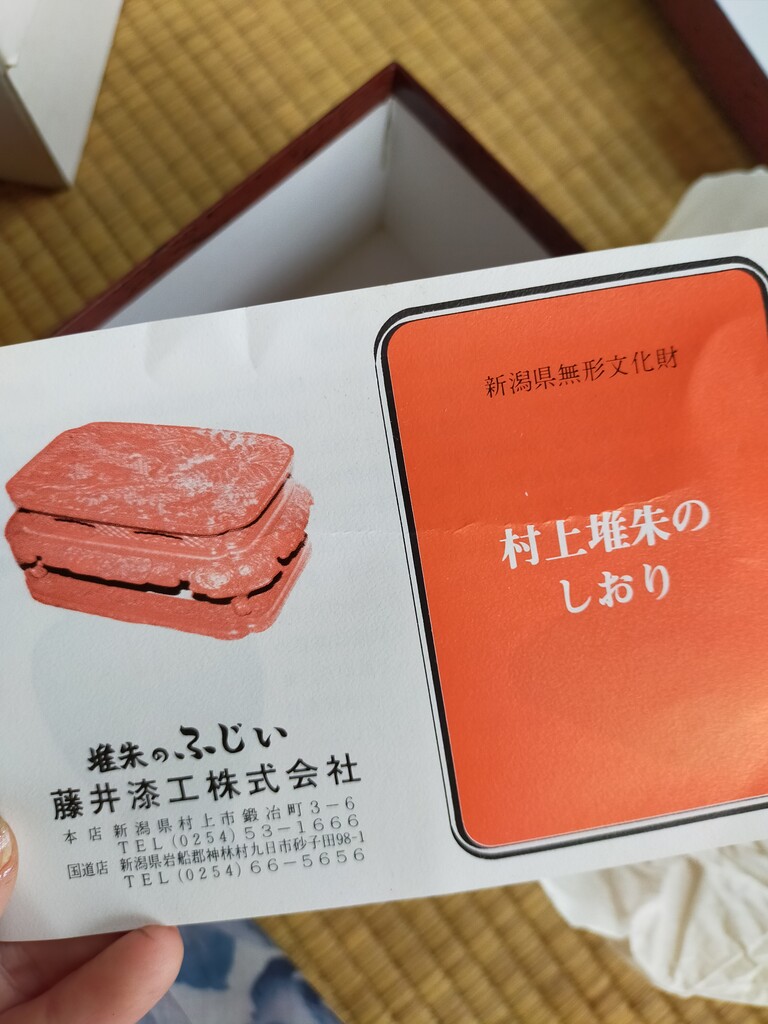 新潟県無形文化財
村上堆朱の
しおり
堆朱のふじい
藤井漆工株式会社
本店 新潟県村上市鍛冶町3-6
TEL(0254)53-1666
国道店 新潟県岩船郡神林村九日市砂子田98-1
TEL(0254)66-5656